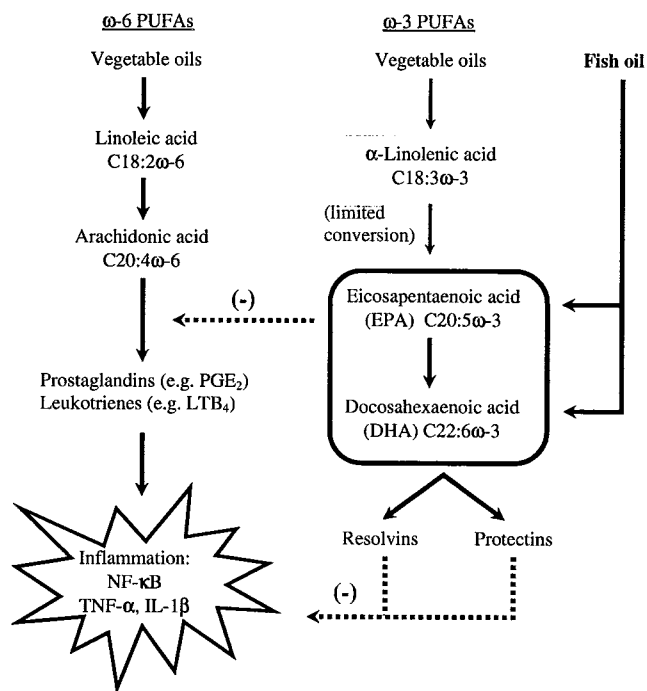 ω-6 PUFAs
Vegetable oils
Linoleic acid
C18:2ω-6
Arachidonic acid
C20:4ω-6
Prostaglandins (e.g. PGE₂)
Leukotrienes (e.g. LTB₄)
Inflammation:
NF-κB
TNF-α, IL-1β
ω-3 PUFAs
Vegetable oils
α-Linolenic acid
C18:3ω-3
(limited
conversion)
Eicosapentaenoic acid
(EPA) C20:5ω-3
Docosahexaenoic acid
(DHA) C22:6ω-3
Resolvins
Protectins
Fish oil
(-)
(-)